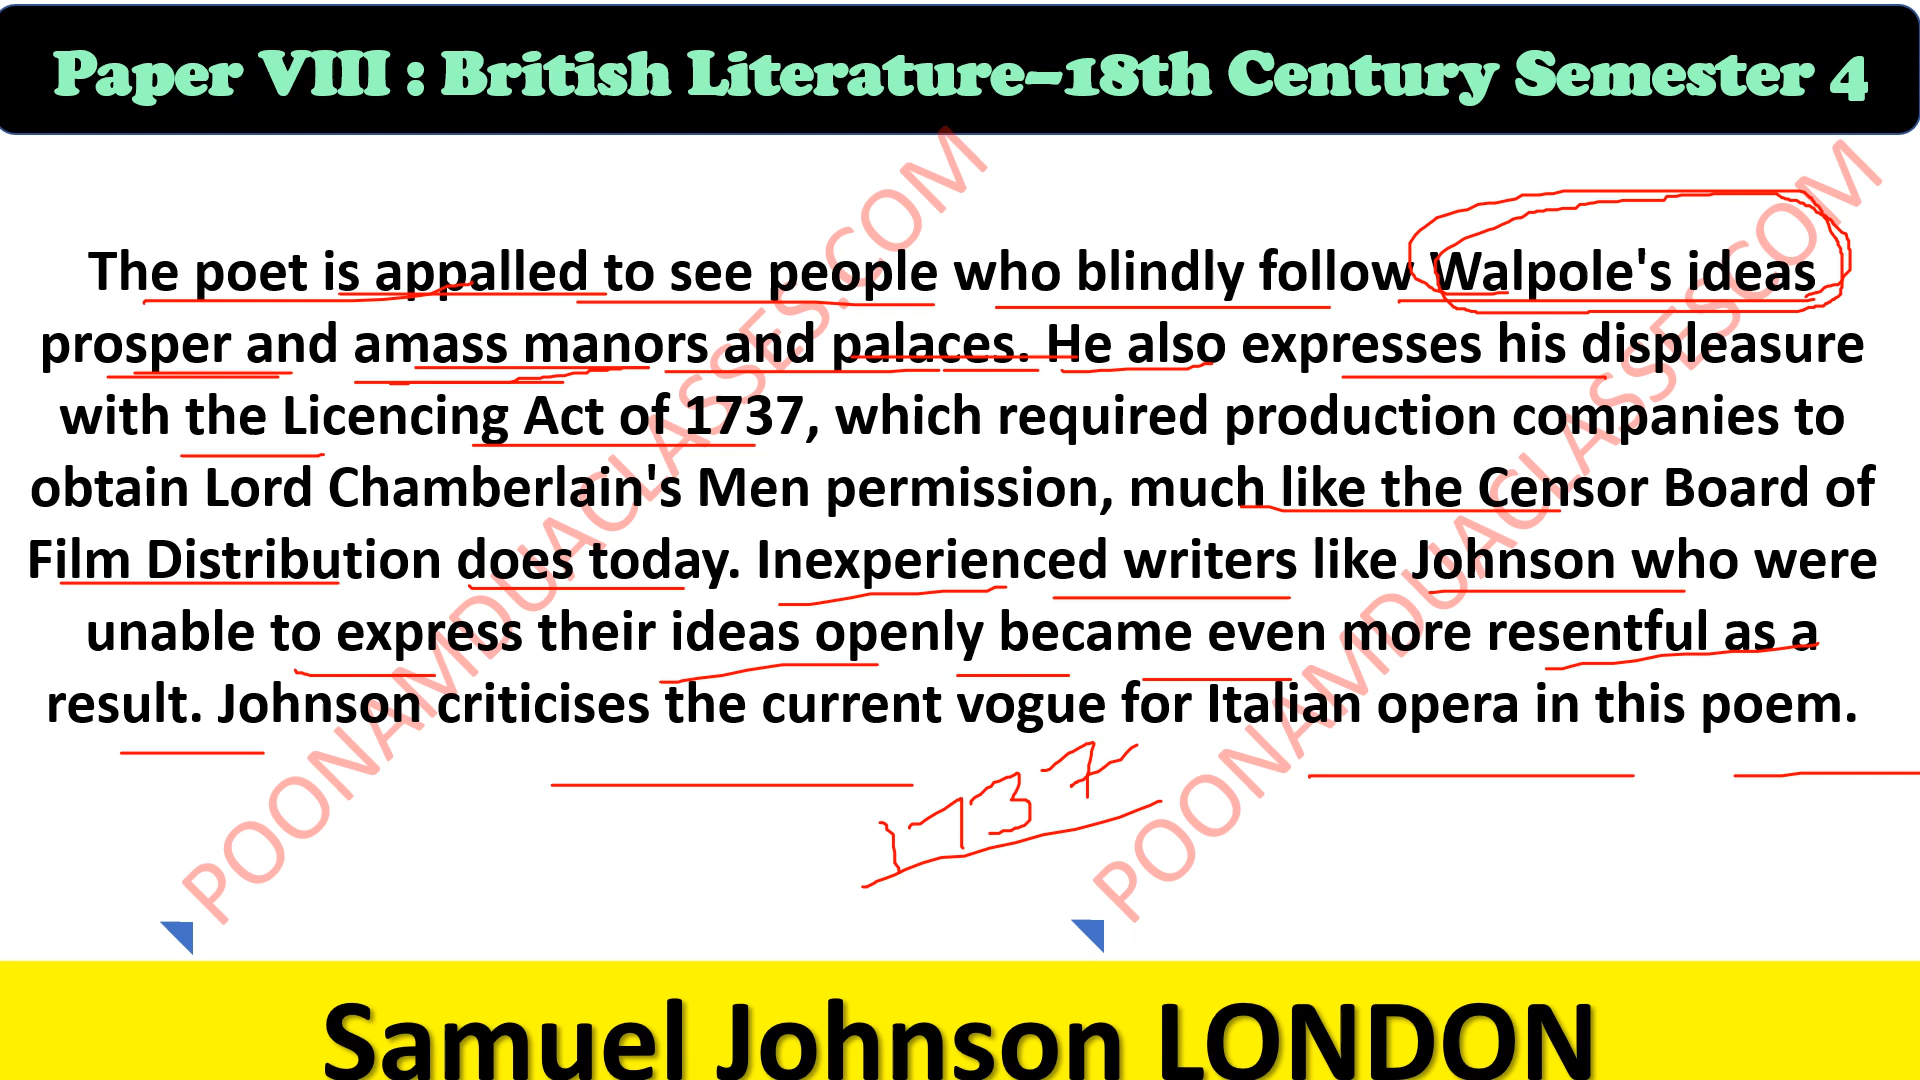 Paper VIII : British Literature–18th Century Semester 4
The poet is appalled to see people who blindly follow Walpole's ideas
prosper and amass manors and palaces. He also expresses his displeasure
with the Licencing Act of 1737, which required production companies to
obtain Lord Chamberlain's Men permission, much like the Censor Board of
Film Distribution does today. Inexperienced writers like Johnson who were
unable to express their ideas openly became even more resentful as a
result. Johnson criticises the current vogue for Italian opera in this poem.
1737
POONAMDUACLASSES.COM
POONAMDUACLASSES.COM
Samuel Johnson LONDON